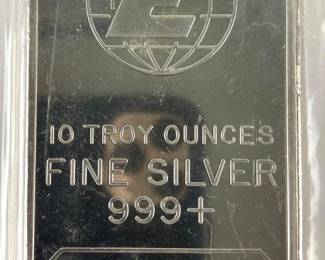 E
10 TROY OUNCES
FINE SILVER
999+